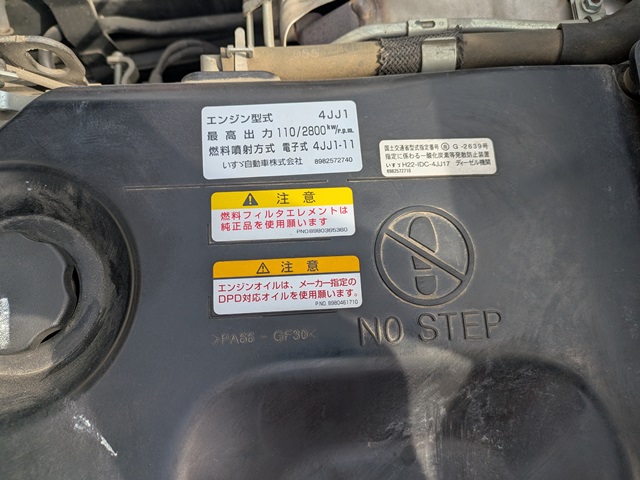 エンジン型式 4JJ1
最高出力 110/2800 kW/r.p.m.
燃料噴射方式 電子式 4JJ1-11
いすゞ自動車株式会社 8982572740
国土交通省型式指定番号 G-2639号
指定に係わる一酸化炭素等発散防止装置
いすゞH22-IDC-4JJ17 ディーゼル機関
8982572710
注意
燃料フィルタエレメントは
純正品を使用願います
PNO8980365360
注意
エンジンオイルは、メーカー指定の
DPD対応オイルを使用願います。
P.NO. 8980461710
NO STEP
>PA66-GF30<